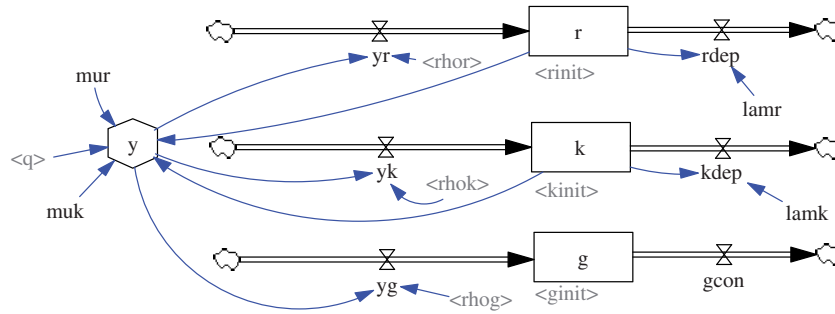 r
yr
<rhor>
<rinit>
rdep
mur
lamr
y
k
<q>
yk
<rhok>
<kinit>
kdep
muk
lamk
g
yg
<rhog>
<ginit>
gcon